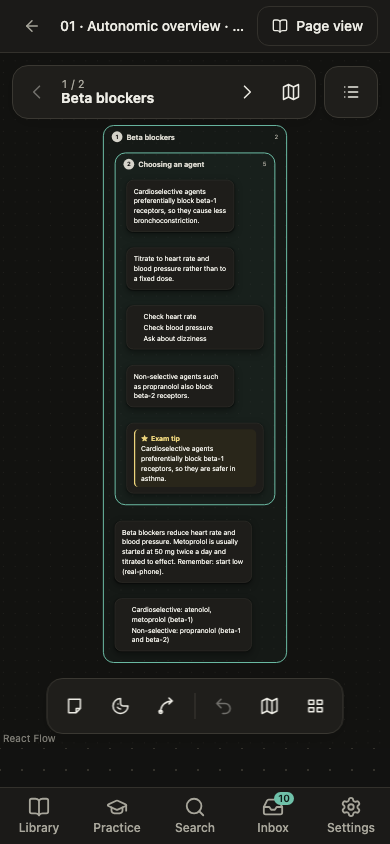 01 · Autonomic overview · ...
Page view
1 / 2
Beta blockers
1 Beta blockers 2
2 Choosing an agent 5
Cardioselective agents
preferentially block beta-1
receptors, so they cause less
bronchoconstriction.
Titrate to heart rate and
blood pressure rather than to
a fixed dose.
Check heart rate
Check blood pressure
Ask about dizziness
Non-selective agents such
as propranolol also block
beta-2 receptors.
Exam tip
Cardioselective agents
preferentially block beta-1
receptors, so they are safer in
asthma.
Beta blockers reduce heart rate and
blood pressure. Metoprolol is usually
started at 50 mg twice a day and
titrated to effect. Remember: start low
(real-phone).
Cardioselective: atenolol,
metoprolol (beta-1)
Non-selective: propranolol (beta-1
and beta-2)
React Flow
10
Library Practice Search Inbox Settings